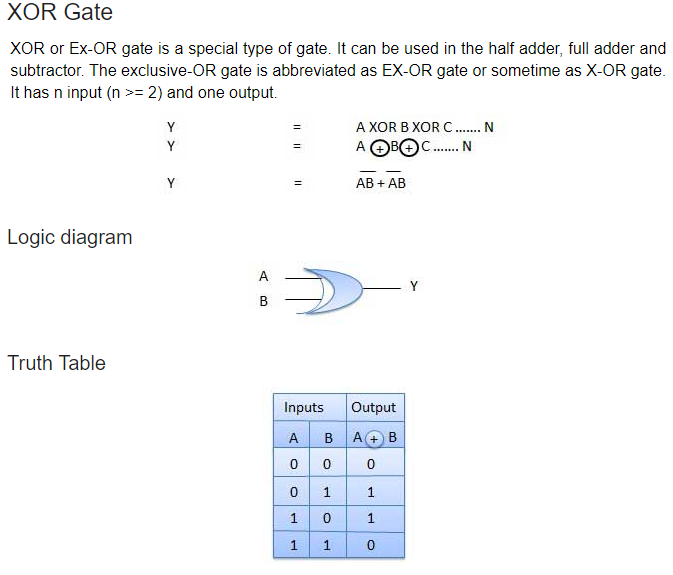 XOR Gate
XOR or Ex-OR gate is a special type of gate. It can be used in the half adder, full adder and
subtractor. The exclusive-OR gate is abbreviated as EX-OR gate or sometime as X-OR gate.
It has n input (n >= 2) and one output.
Y = A XOR B XOR C ....... N
Y = A ⊕ B ⊕ C ....... N
Y = A̅B̅ + A̅B̅
Logic diagram
A
Y
B
Truth Table
Inputs Output
A B A ⊕ B
0 0 0
0 1 1
1 0 1
1 1 0